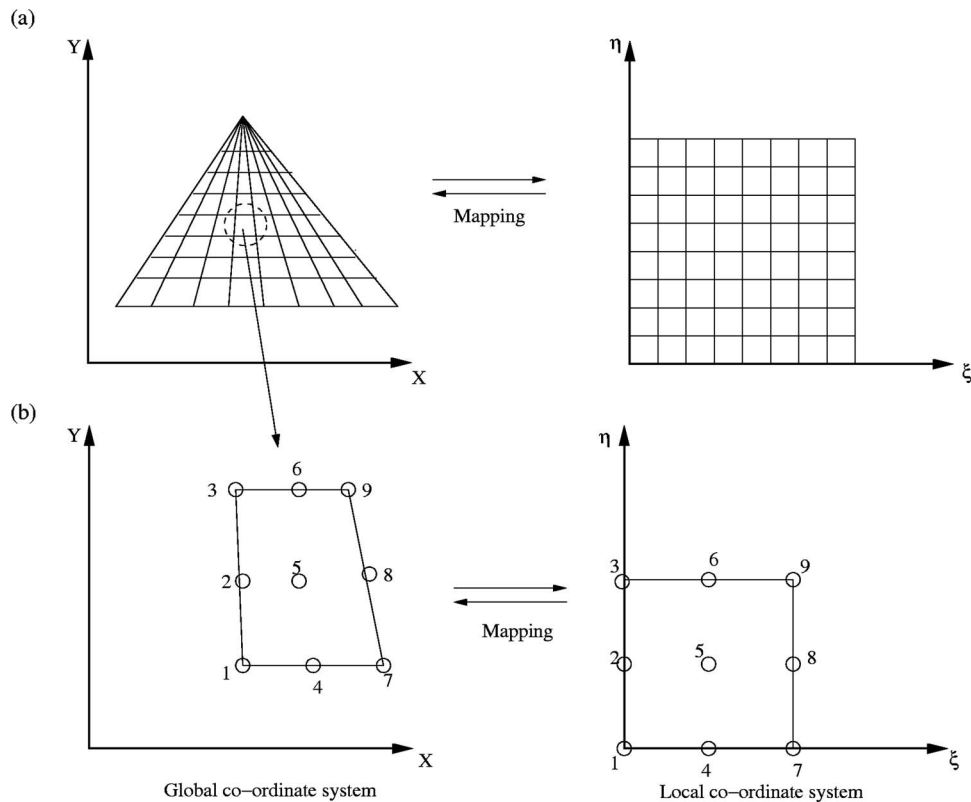 (a)
Y
η
Mapping
X
ξ
(b)
Y
η
6
3
9
2
5
8
1
4
7
Mapping
3
6
9
2
5
8
1
4
7
X
ξ
Global co-ordinate system
Local co-ordinate system